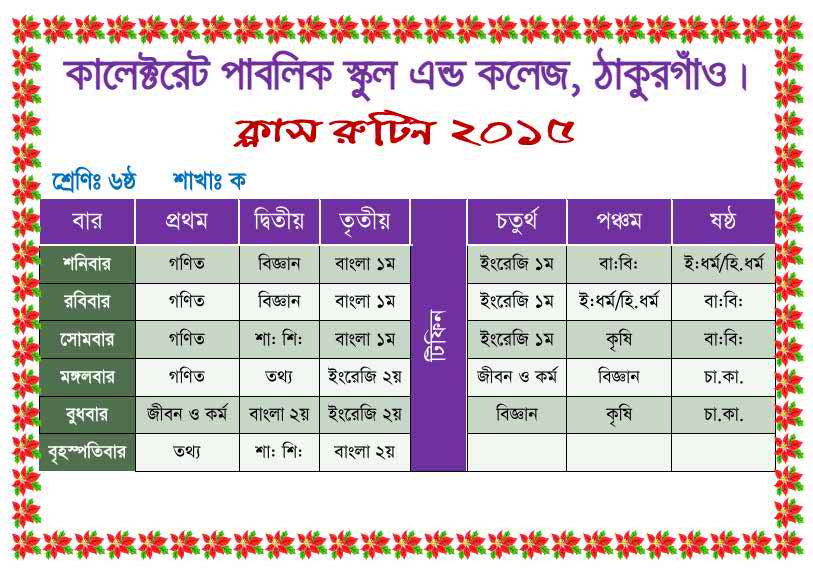 কালেক্টরেট পাবলিক স্কুল এন্ড কলেজ, ঠাকুরগাঁও।
ক্লাস রুটিন ২০১৫
শ্রেণিঃ ৬ষ্ঠ শাখাঃ ক
বার প্রথম দ্বিতীয় তৃতীয় চতুর্থ পঞ্চম ষষ্ঠ
শনিবার গণিত বিজ্ঞান বাংলা ১ম ইংরেজি ১ম বা:বি: ই:ধর্ম/হি.ধর্ম
রবিবার গণিত বিজ্ঞান বাংলা ১ম ইংরেজি ১ম ই:ধর্ম/হি.ধর্ম বা:বি:
সোমবার গণিত শা: শি: বাংলা ১ম টিফিন ইংরেজি ১ম কৃষি বা:বি:
মঙ্গলবার গণিত তথ্য ইংরেজি ২য় জীবন ও কর্ম বিজ্ঞান চা.কা.
বুধবার জীবন ও কর্ম বাংলা ২য় ইংরেজি ২য় বিজ্ঞান কৃষি চা.কা.
বৃহস্পতিবার তথ্য শা: শি: বাংলা ২য়